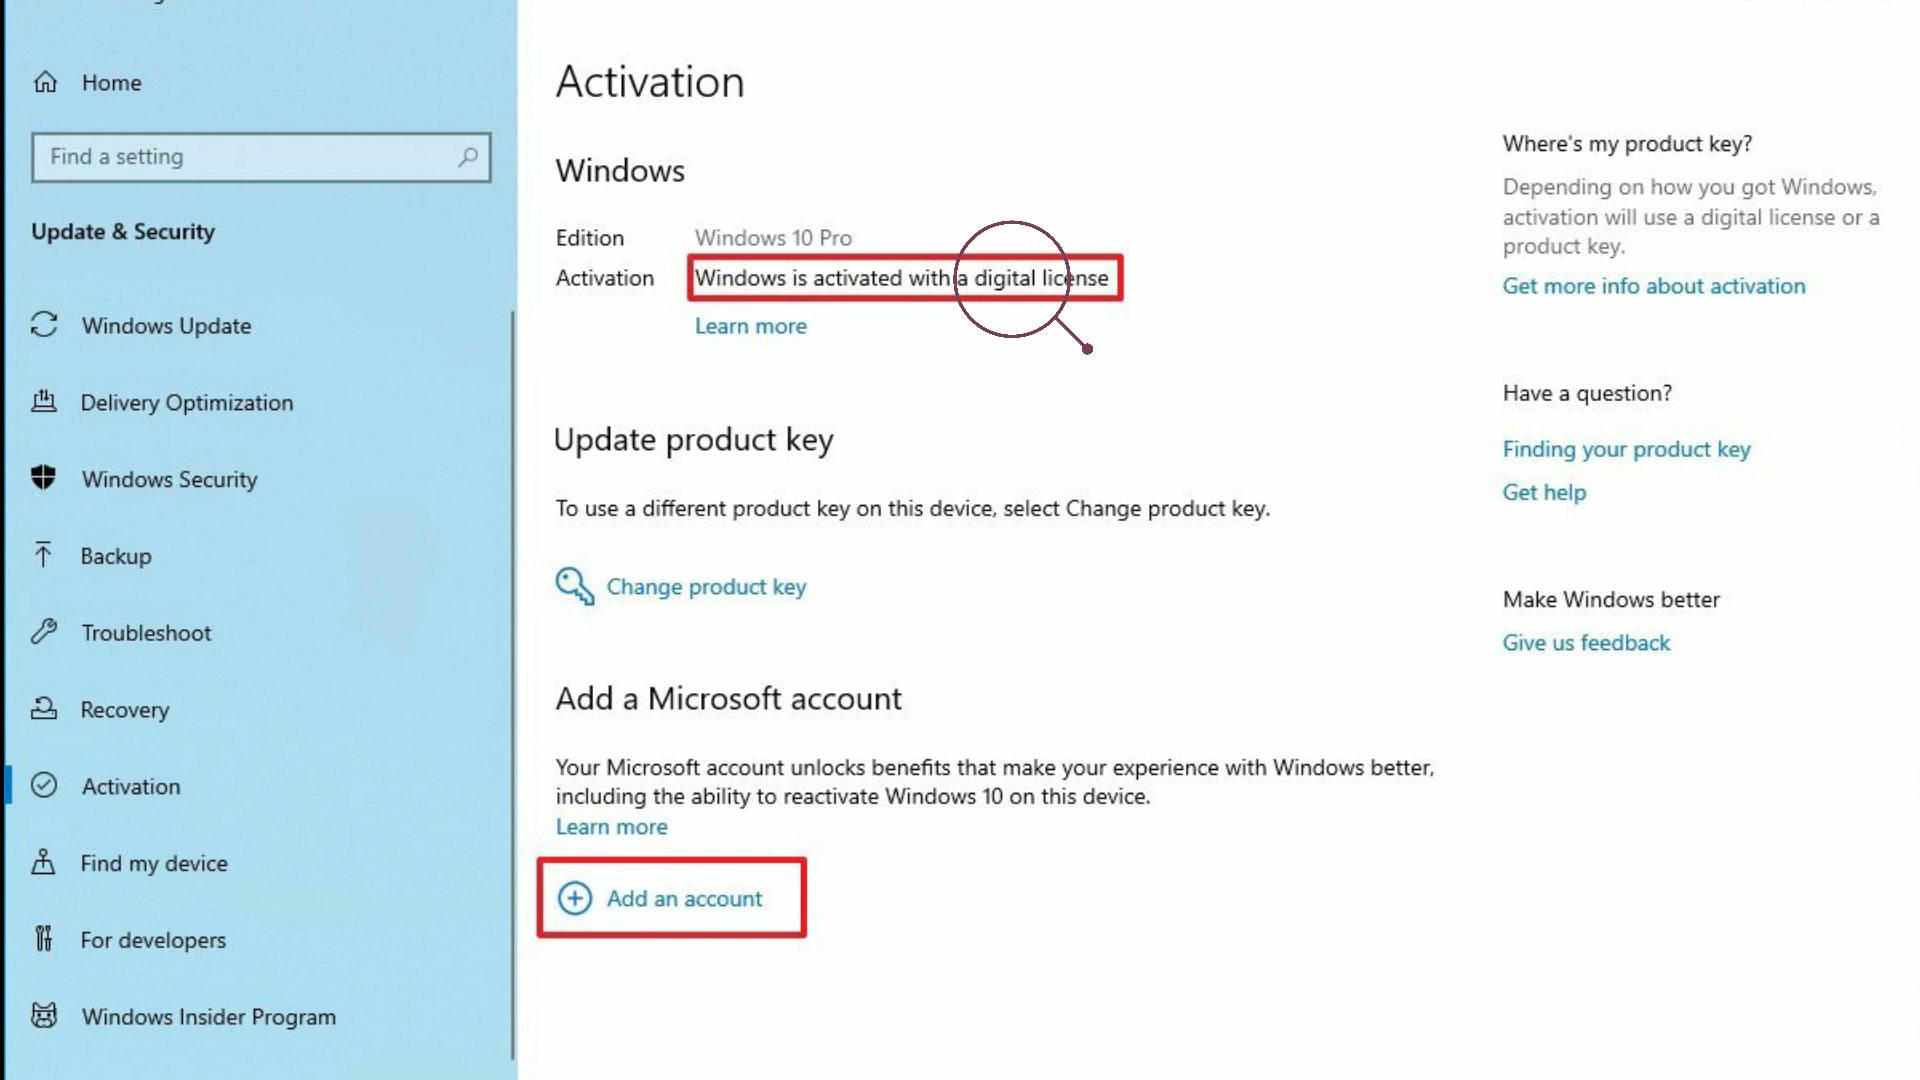 Home
Find a setting
Update & Security
Windows Update
Delivery Optimization
Windows Security
Backup
Troubleshoot
Recovery
Activation
Find my device
For developers
Windows Insider Program
Activation
Windows
Edition Windows 10 Pro
Activation Windows is activated with a digital license
Learn more
Update product key
To use a different product key on this device, select Change product key.
Change product key
Add a Microsoft account
Your Microsoft account unlocks benefits that make your experience with Windows better,
including the ability to reactivate Windows 10 on this device.
Learn more
Add an account
Where's my product key?
Depending on how you got Windows,
activation will use a digital license or a
product key.
Get more info about activation
Have a question?
Finding your product key
Get help
Make Windows better
Give us feedback